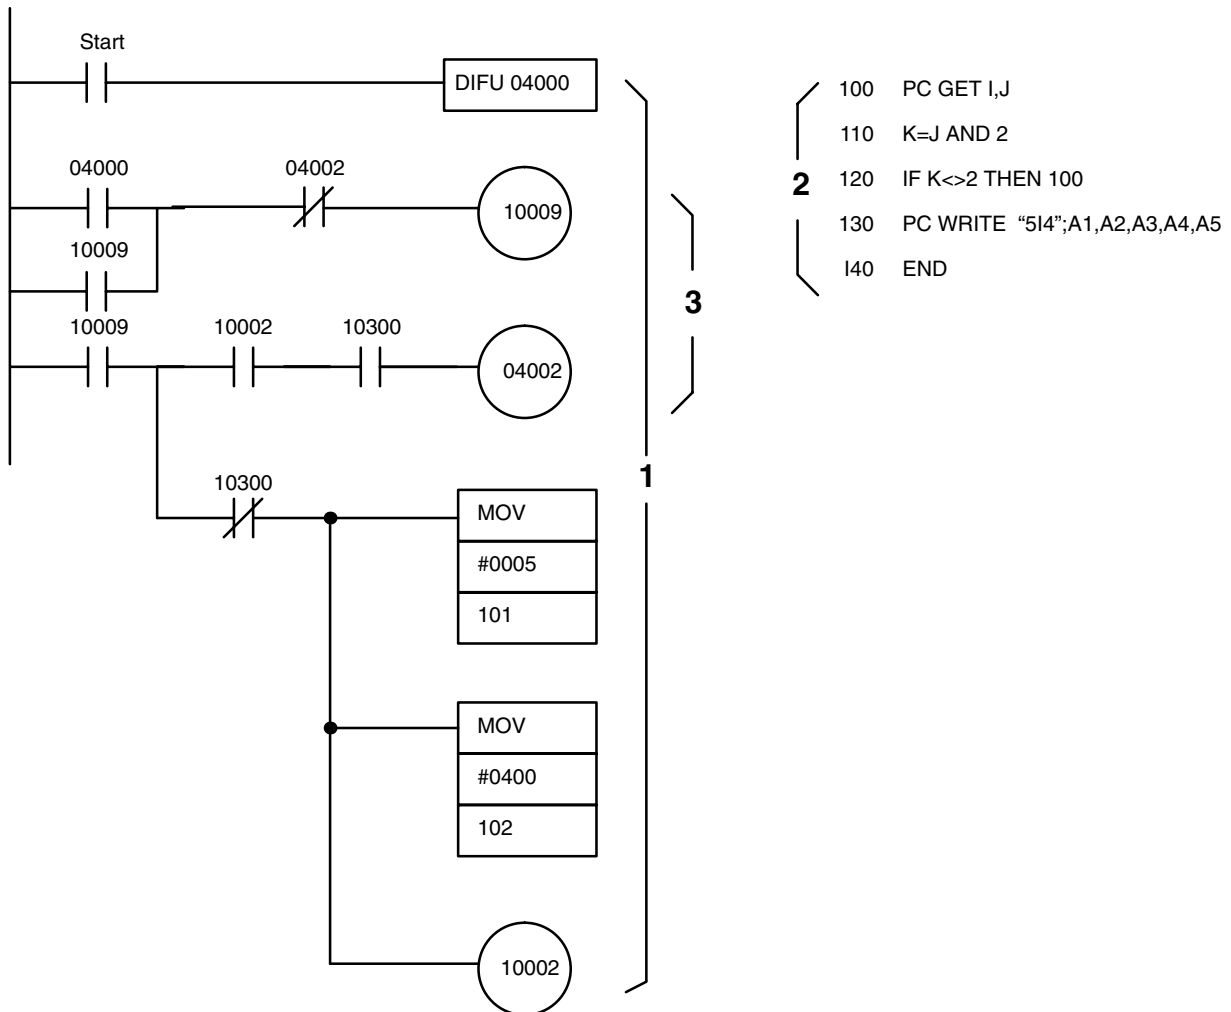 Start
DIFU 04000
04000
04002
10009
10009
10009
10002
10300
04002
10300
MOV
#0005
101
MOV
#0400
102
10002
1
3
2
100 PC GET I,J
110 K=J AND 2
120 IF K<>2 THEN 100
130 PC WRITE “5I4”;A1,A2,A3,A4,A5
I40 END